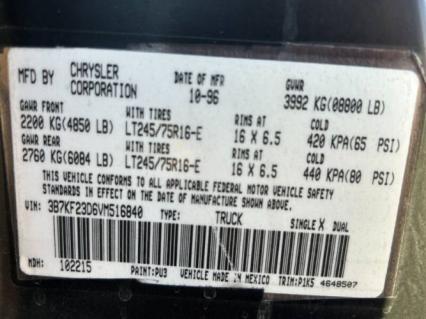 MFD BY CHRYSLER CORPORATION DATE OF MFR 10-96 GVWR 3992 KG(08800 LB)
GAWR FRONT WITH TIRES RIMS AT COLD
2200 KG(4850 LB) LT245/75R16-E 16 X 6.5 420 KPA(65 PSI)
GAWR REAR WITH TIRES RIMS AT COLD
2760 KG(6084 LB) LT245/75R16-E 16 X 6.5 440 KPA(80 PSI)
THIS VEHICLE CONFORMS TO ALL APPLICABLE FEDERAL MOTOR VEHICLE SAFETY
STANDARDS IN EFFECT ON THE DATE OF MANUFACTURE SHOWN ABOVE.
VIN: 3B7KF23D6VM516840 TYPE: TRUCK SINGLE X DUAL
MDH: 102215 PAINT:PU3 VEHICLE MADE IN MEXICO TRIM:P1K5 4648507